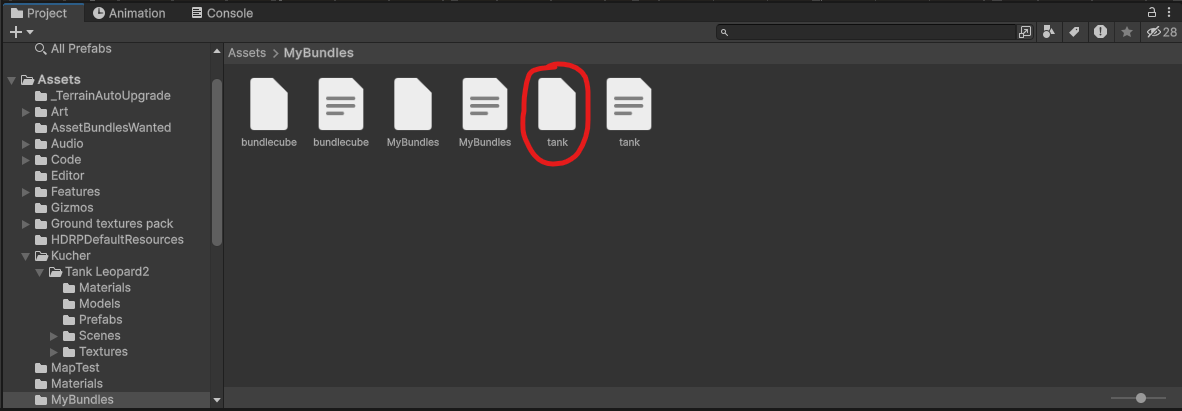 Project Animation Console
28
All Prefabs
Assets > MyBundles
Assets
_TerrainAutoUpgrade
Art
AssetBundlesWanted
Audio
Code
Editor
Features
Gizmos
Ground textures pack
HDRPDefaultResources
Kucher
Tank Leopard2
Materials
Models
Prefabs
Scenes
Textures
MapTest
Materials
MyBundles
bundlecube bundlecube MyBundles MyBundles tank tank